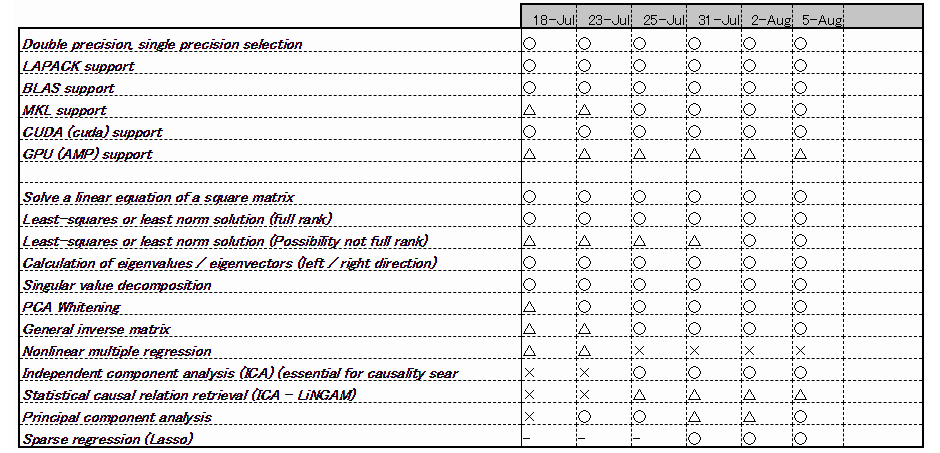 18-Jul 23-Jul 25-Jul 31-Jul 2-Aug 5-Aug
Double precision, single precision selection ○ ○ ○ ○ ○ ○
LAPACK support ○ ○ ○ ○ ○ ○
BLAS support ○ ○ ○ ○ ○ ○
MKL support △ △ ○ ○ ○ ○
CUDA (cuda) support ○ ○ ○ ○ ○ ○
GPU (AMP) support △ △ △ △ △ △
Solve a linear equation of a square matrix ○ ○ ○ ○ ○ ○
Least-squares or least norm solution (full rank) ○ ○ ○ ○ ○ ○
Least-squares or least norm solution (Possibility not full rank) △ △ △ △ ○ ○
Calculation of eigenvalues / eigenvectors (left / right direction) ○ ○ ○ ○ ○ ○
Singular value decomposition ○ ○ ○ ○ ○ ○
PCA Whitening △ ○ ○ ○ ○ ○
General inverse matrix △ △ ○ ○ ○ ○
Nonlinear multiple regression △ △ × × × ×
Independent component analysis (ICA) (essential for causality sear × × ○ ○ ○ ○
Statistical causal relation retrieval (ICA - LiNGAM) × × △ △ △ △
Principal component analysis × ○ ○ △ △ ○
Sparse regression (Lasso) - - - ○ ○ ○